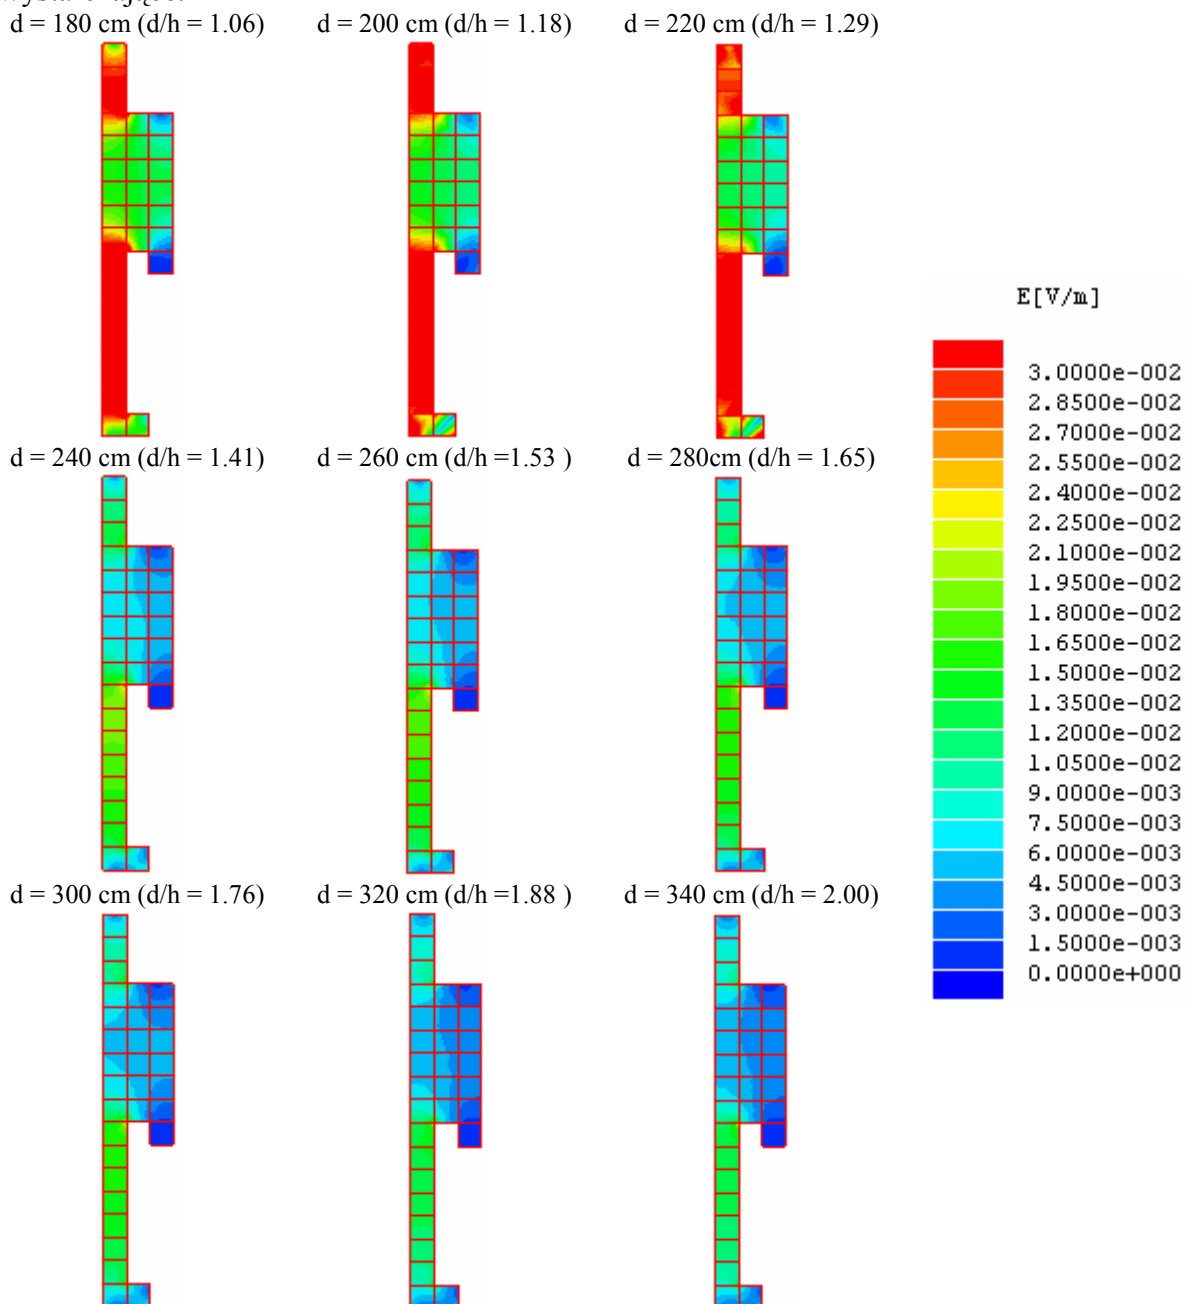 d = 180 cm (d/h = 1.06)
d = 200 cm (d/h = 1.18)
d = 220 cm (d/h = 1.29)
E[V/m]
3.0000e-002
2.8500e-002
2.7000e-002
2.5500e-002
2.4000e-002
2.2500e-002
2.1000e-002
1.9500e-002
1.8000e-002
1.6500e-002
1.5000e-002
1.3500e-002
1.2000e-002
1.0500e-002
9.0000e-003
7.5000e-003
6.0000e-003
4.5000e-003
3.0000e-003
1.5000e-003
0.0000e+000
d = 240 cm (d/h = 1.41)
d = 260 cm (d/h =1.53 )
d = 280cm (d/h = 1.65)
d = 300 cm (d/h = 1.76)
d = 320 cm (d/h =1.88 )
d = 340 cm (d/h = 2.00)